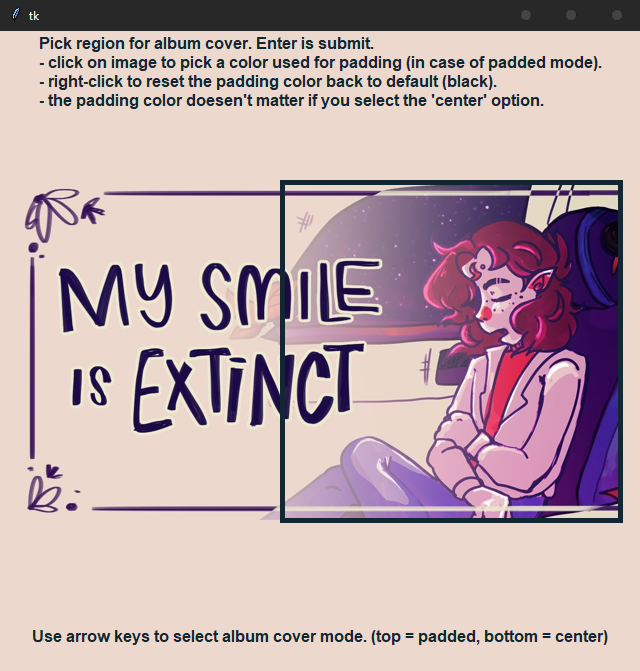 tk
Pick region for album cover. Enter is submit.
- click on image to pick a color used for padding (in case of padded mode).
- right-click to reset the padding color back to default (black).
- the padding color doesen't matter if you select the 'center' option.
MY SMILE
IS EXTINCT
Use arrow keys to select album cover mode. (top = padded, bottom = center)